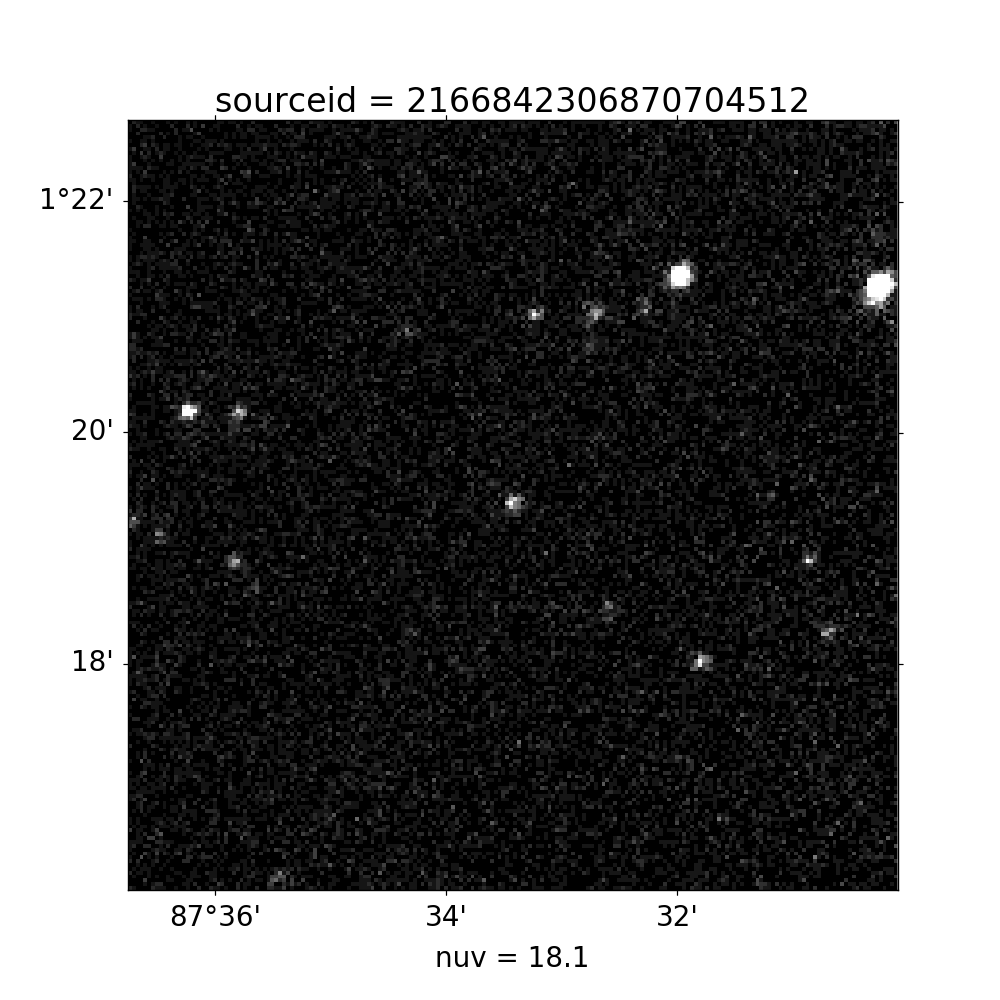 sourceid = 2166842306870704512
1°22'
20'
18'
87°36' 34' 32'
nuv = 18.1